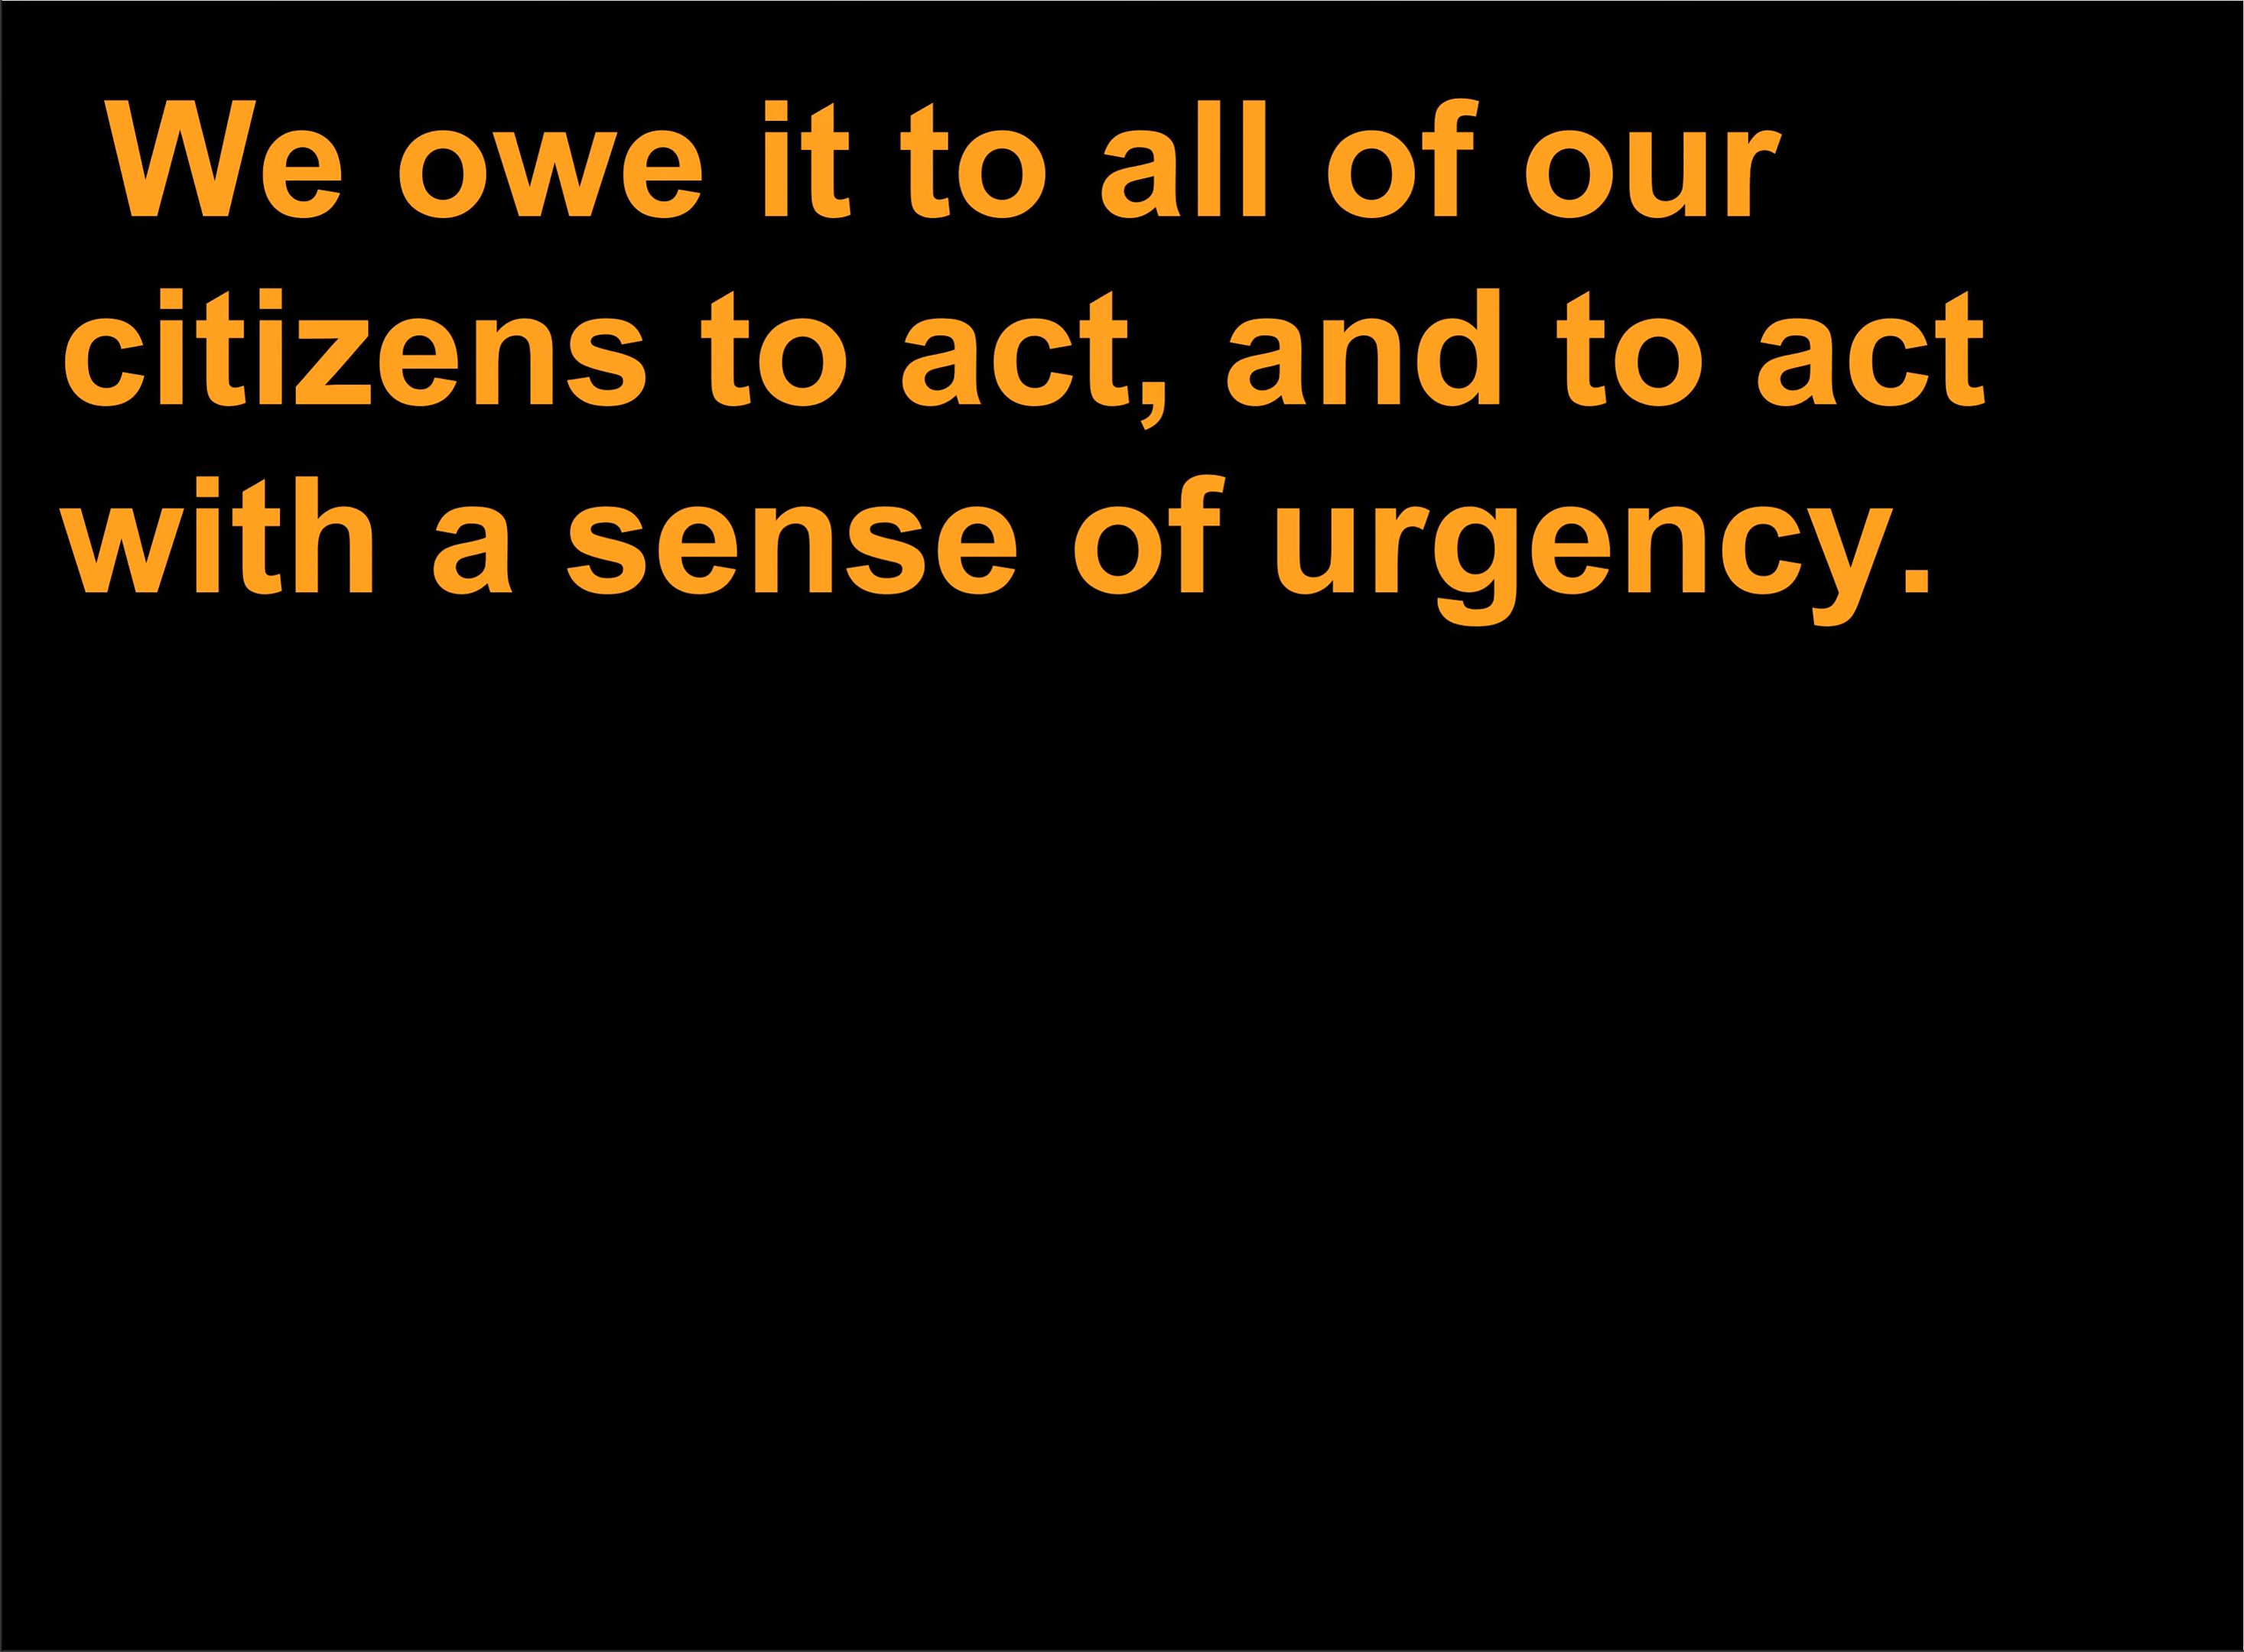 We owe it to all of our
citizens to act, and to act
with a sense of urgency.